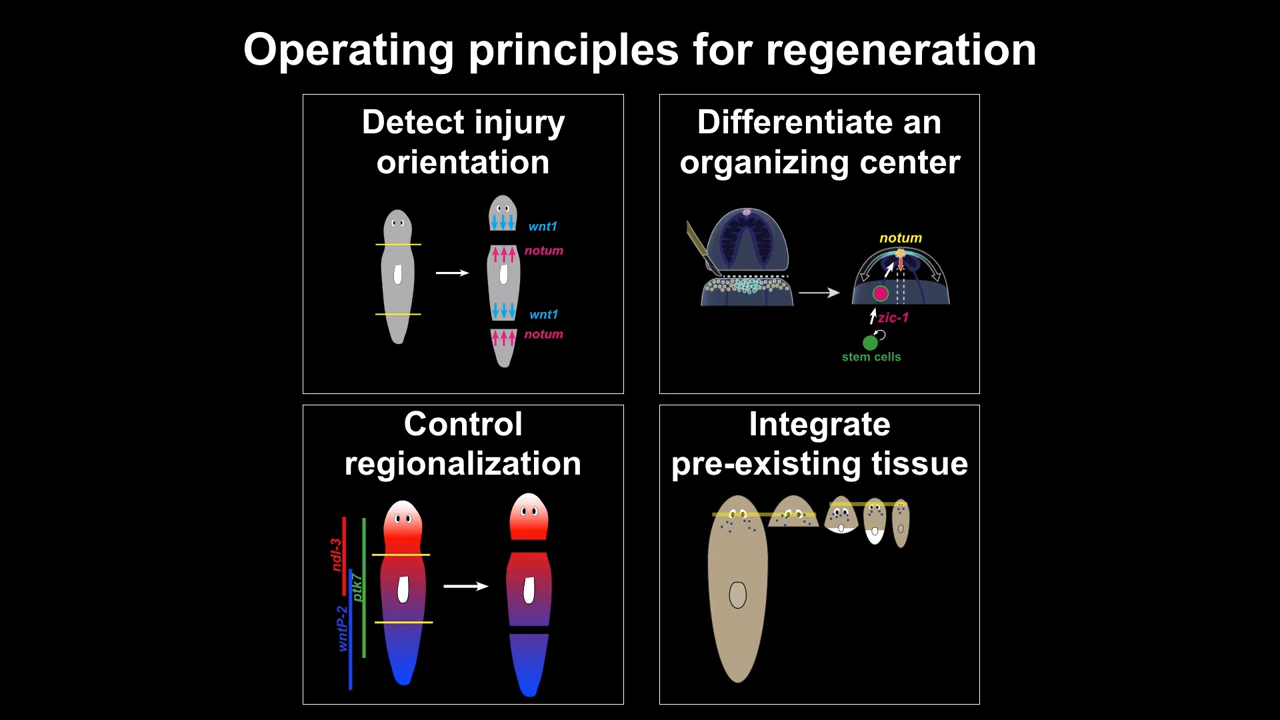 Operating principles for regeneration
Detect injury
orientation
wnt1
notum
wnt1
notum
Differentiate an
organizing center
notum
zic-1
stem cells
Control
regionalization
ndl-3
ptk7
wntP-2
Integrate
pre-existing tissue